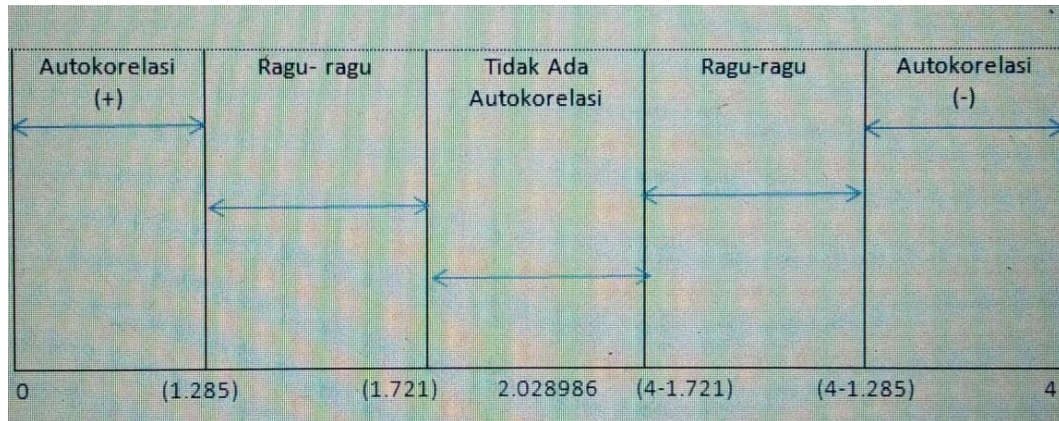 Autokorelasi
(+)
Ragu- ragu
Tidak Ada
Autokorelasi
Ragu-ragu
Autokorelasi
(-)
0 (1.285) (1.721) 2.028986 (4-1.721) (4-1.285) 4